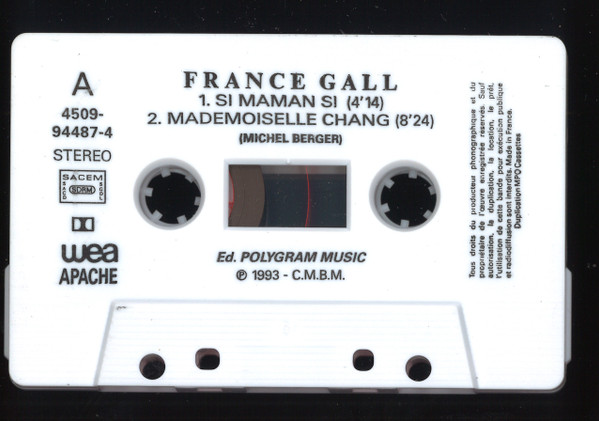 A
4509-
94487-4
STEREO
SACEM
SACD
SDRM
SGDL
wea
APACHE
FRANCE GALL
1. SI MAMAN SI (4'14)
2. MADEMOISELLE CHANG (8'24)
(MICHEL BERGER)
Ed. POLYGRAM MUSIC
℗ 1993 - C.M.B.M.
Tous droits du producteur phonographique et du
propriétaire de l'œuvre enregistrée réservés. Sauf
autorisation, la duplication, la location, le prêt,
l'utilisation de cette bande pour exécution publique
et radiodiffusion sont interdits. Made in France.
Duplication MPO Cassettes